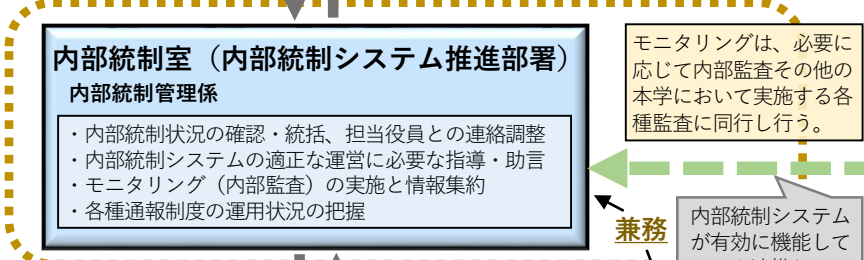 内部統制室（内部統制システム推進部署）
内部統制管理係
・内部統制状況の確認・統括、担当役員との連絡調整
・内部統制システムの適正な運営に必要な指導・助言
・モニタリング（内部監査）の実施と情報集約
・各種通報制度の運用状況の把握
モニタリングは、必要に
応じて内部監査その他の
本学において実施する各
種監査に同行し行う。
兼務
内部統制システム
が有効に機能して